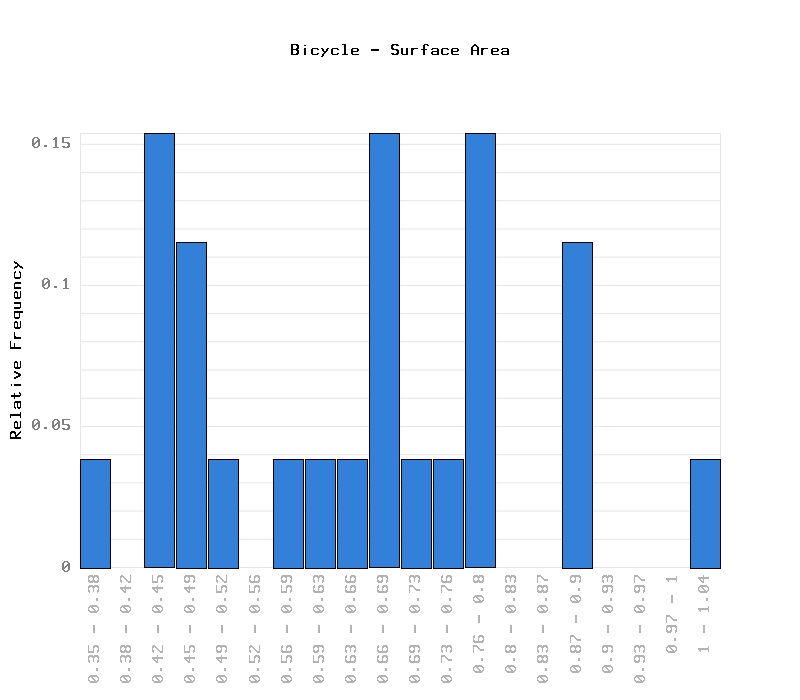 Bicycle - Surface Area
Relative Frequency
0.15
0.1
0.05
0
0.35 - 0.38
0.38 - 0.42
0.42 - 0.45
0.45 - 0.49
0.49 - 0.52
0.52 - 0.56
0.56 - 0.59
0.59 - 0.63
0.63 - 0.66
0.66 - 0.69
0.69 - 0.73
0.73 - 0.76
0.76 - 0.8
0.8 - 0.83
0.83 - 0.87
0.87 - 0.9
0.9 - 0.93
0.93 - 0.97
0.97 - 1
1 - 1.04